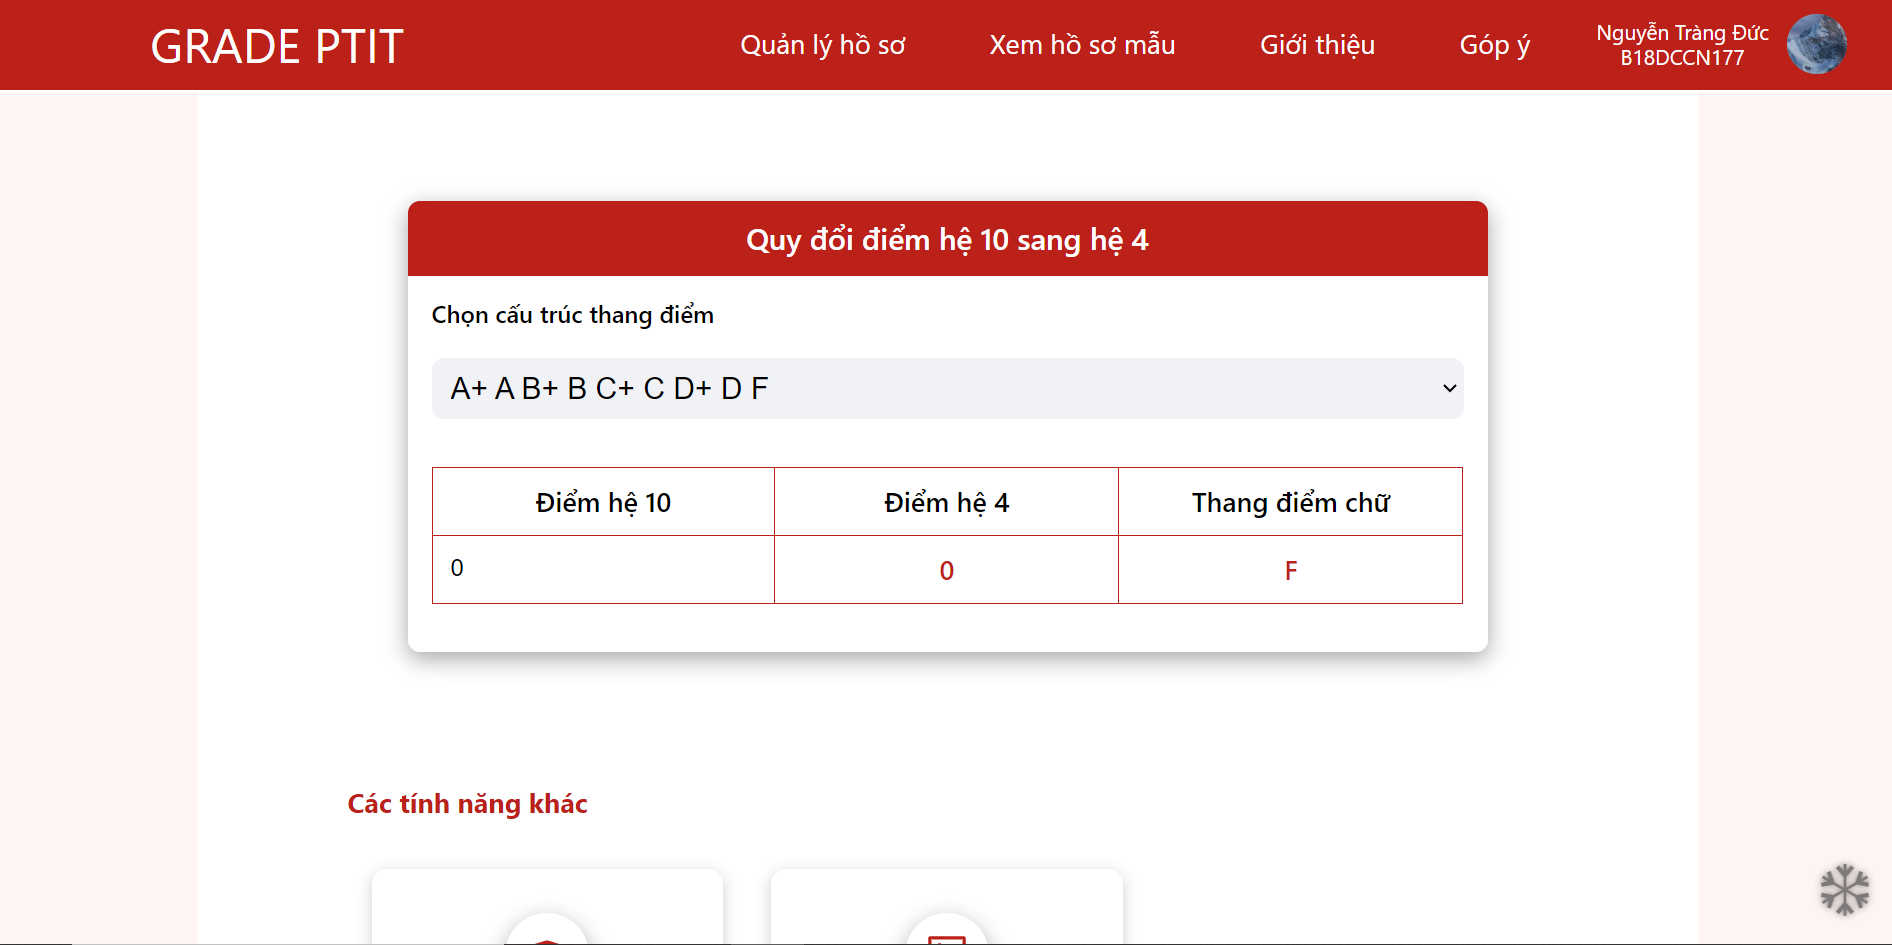 GRADE PTIT
Quản lý hồ sơ
Xem hồ sơ mẫu
Giới thiệu
Góp ý
Nguyễn Tràng Đức
B18DCCN177
Quy đổi điểm hệ 10 sang hệ 4
Chọn cấu trúc thang điểm
A+ A B+ B C+ C D+ D F
Điểm hệ 10
Điểm hệ 4
Thang điểm chữ
0
0
F
Các tính năng khác